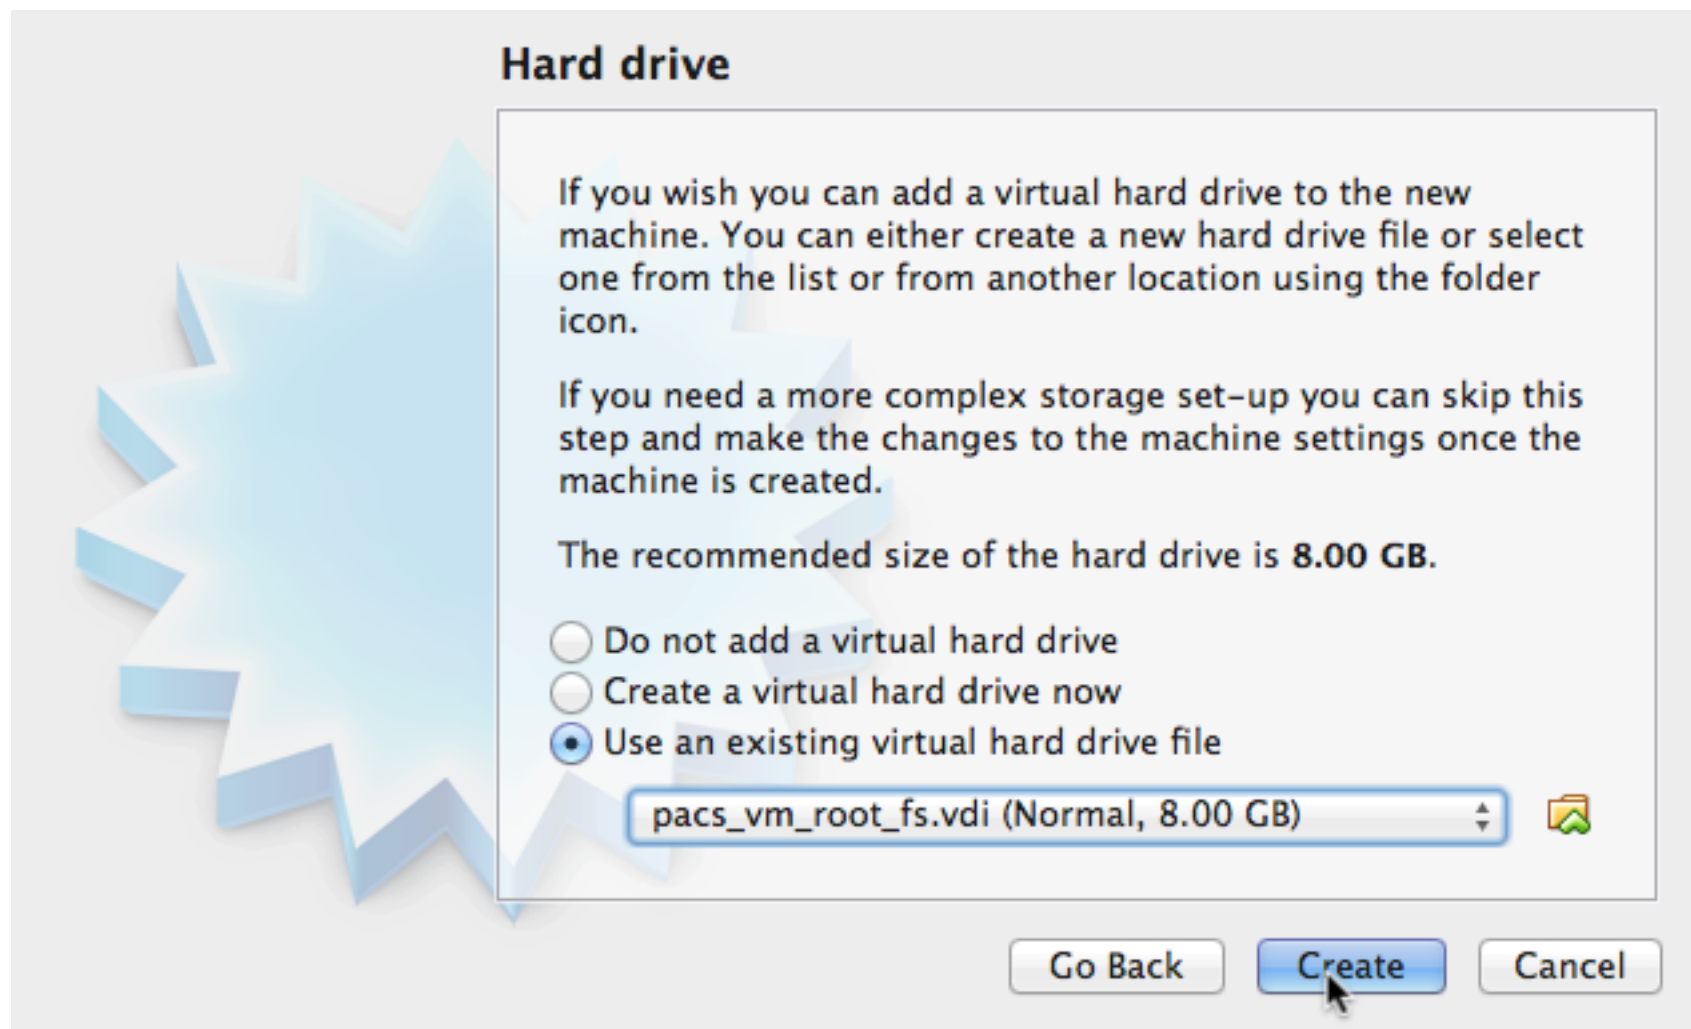 Hard drive
If you wish you can add a virtual hard drive to the new
machine. You can either create a new hard drive file or select
one from the list or from another location using the folder
icon.
If you need a more complex storage set-up you can skip this
step and make the changes to the machine settings once the
machine is created.
The recommended size of the hard drive is 8.00 GB.
Do not add a virtual hard drive
Create a virtual hard drive now
Use an existing virtual hard drive file
pacs_vm_root_fs.vdi (Normal, 8.00 GB)
Go Back Create Cancel